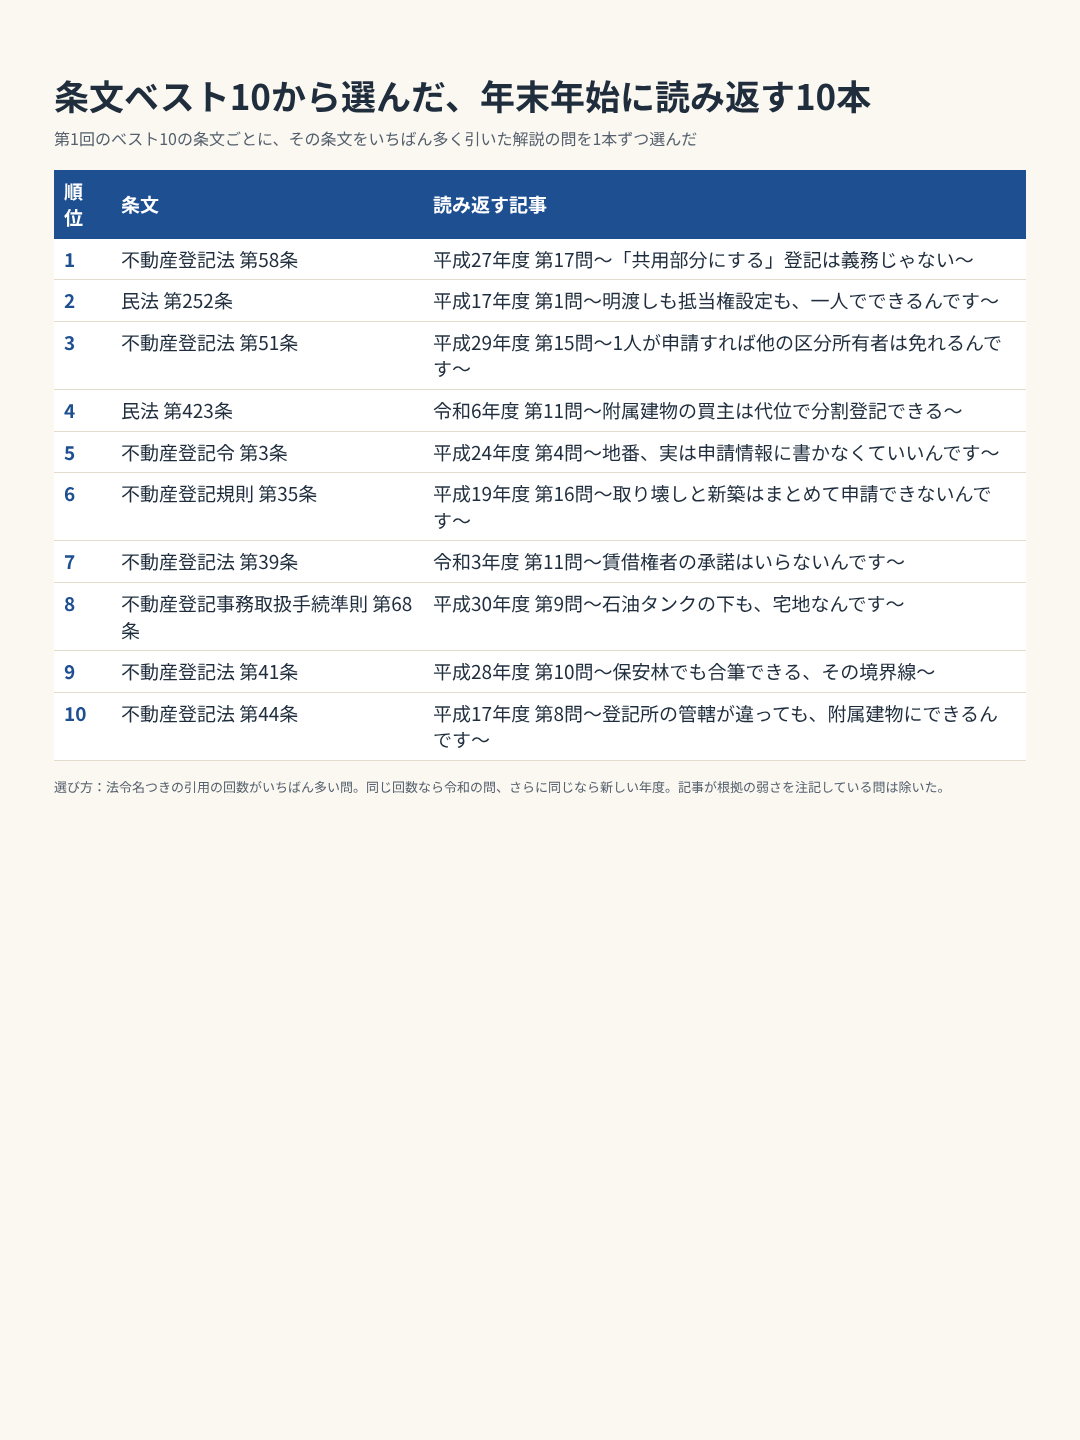 条文ベスト10から選んだ、年末年始に読み返す10本
第1回のベスト10の条文ごとに、その条文をいちばん多く引いた解説の問を1本ずつ選んだ
順位 条文 読み返す記事
1 不動産登記法 第58条 平成27年度 第17問〜「共用部分にする」登記は義務じゃない〜
2 民法 第252条 平成17年度 第1問〜明渡しも抵当権設定も、一人でできるんです〜
3 不動産登記法 第51条 平成29年度 第15問〜1人が申請すれば他の区分所有者は免れるんで
す〜
4 民法 第423条 令和6年度 第11問〜附属建物の買主は代位で分割登記できる〜
5 不動産登記令 第3条 平成24年度 第4問〜地番、実は申請情報に書かなくていいんです〜
6 不動産登記規則 第35条 平成19年度 第16問〜取り壊しと新築はまとめて申請できないんで
す〜
7 不動産登記法 第39条 令和3年度 第11問〜賃借権者の承諾はいらないんです〜
8 不動産登記事務取扱手続準則 第68条 平成30年度 第9問〜石油タンクの下も、宅地なんです〜
9 不動産登記法 第41条 平成28年度 第10問〜保安林でも合筆できる、その境界線〜
10 不動産登記法 第44条 平成17年度 第8問〜登記所の管轄が違っても、附属建物にできるん
です〜
選び方：法令名つきの引用の回数がいちばん多い問。同じ回数なら令和の問、さらに同じなら新しい年度。記事が根拠の弱さを注記している問は除いた。